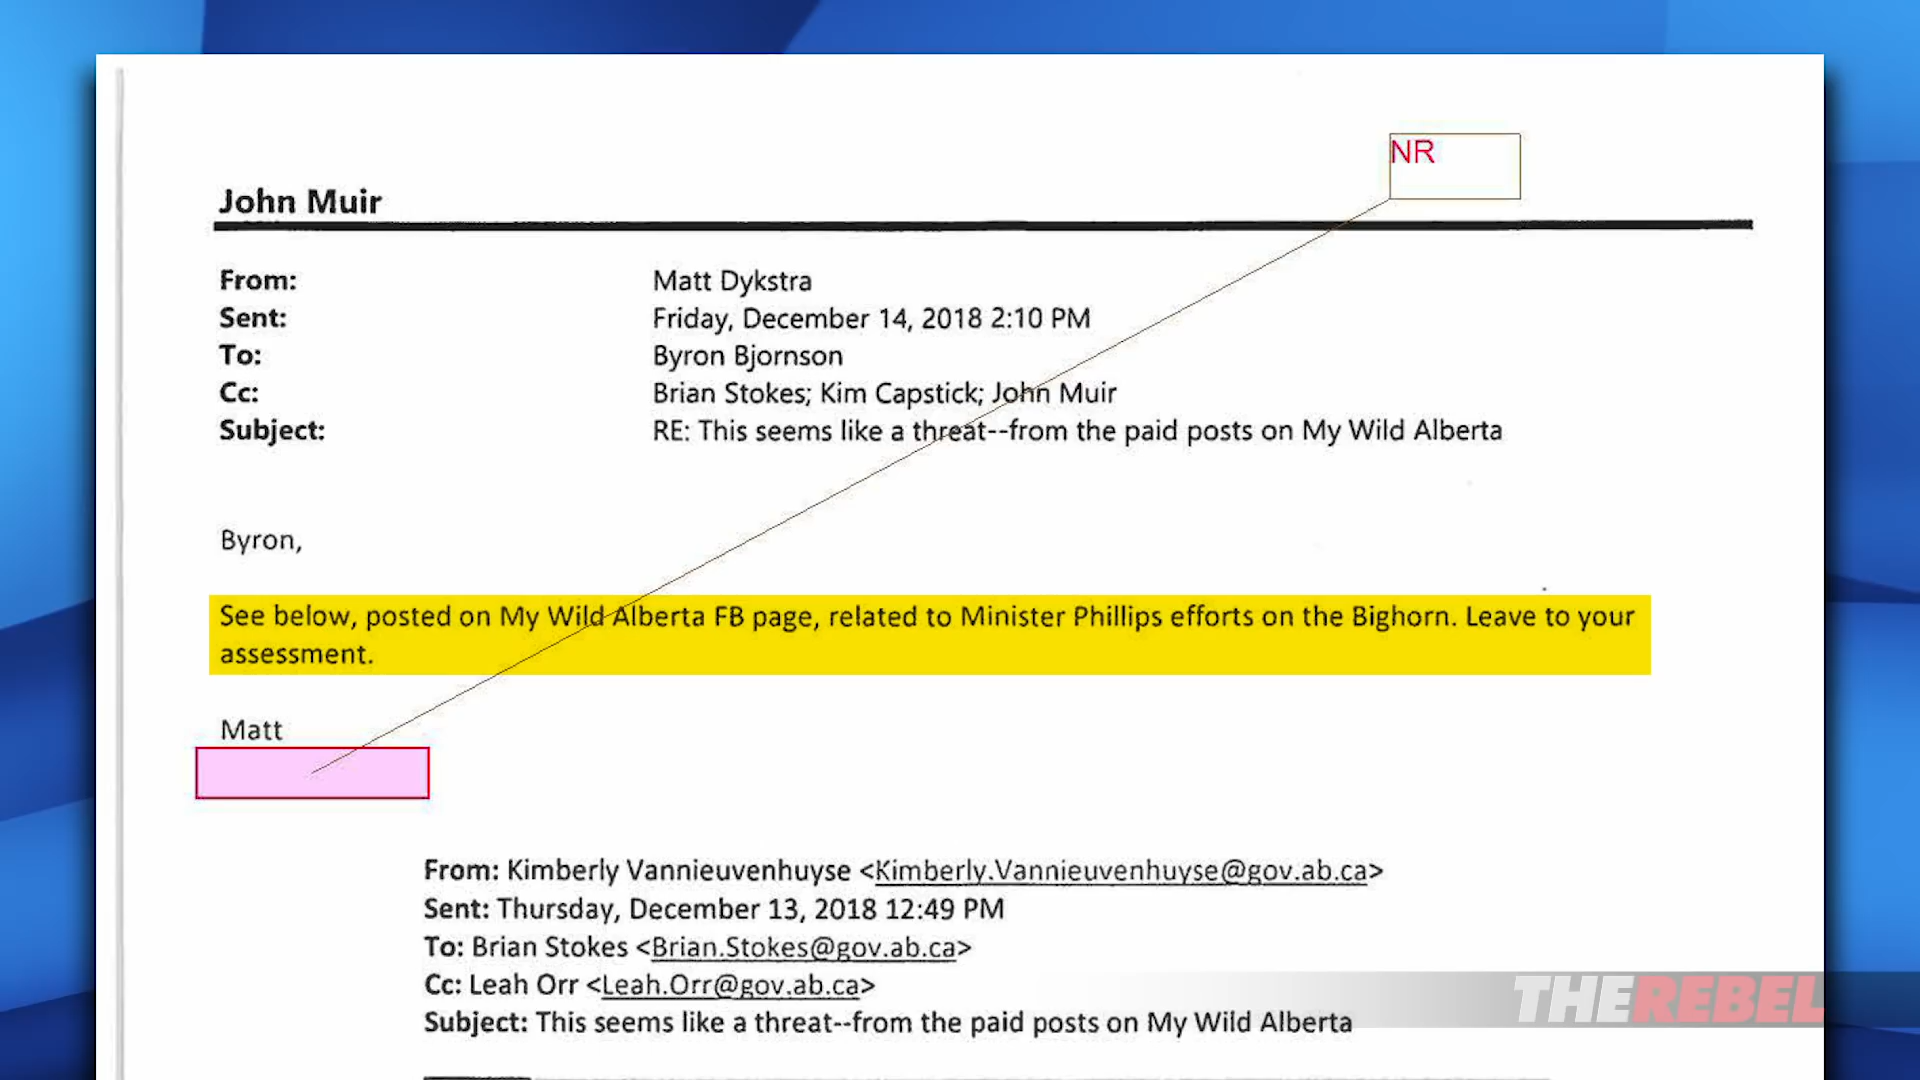 NR
John Muir
From: Matt Dykstra
Sent: Friday, December 14, 2018 2:10 PM
To: Byron Bjornson
Cc: Brian Stokes; Kim Capstick; John Muir
Subject: RE: This seems like a threat--from the paid posts on My Wild Alberta
Byron,
See below, posted on My Wild Alberta FB page, related to Minister Phillips efforts on the Bighorn. Leave to your
assessment.
Matt
From: Kimberly Vannieuvenhuyse <Kimberly.Vannieuvenhuyse@gov.ab.ca>
Sent: Thursday, December 13, 2018 12:49 PM
To: Brian Stokes <Brian.Stokes@gov.ab.ca>
Cc: Leah Orr <Leah.Orr@gov.ab.ca>
Subject: This seems like a threat--from the paid posts on My Wild Alberta
THEREBEL